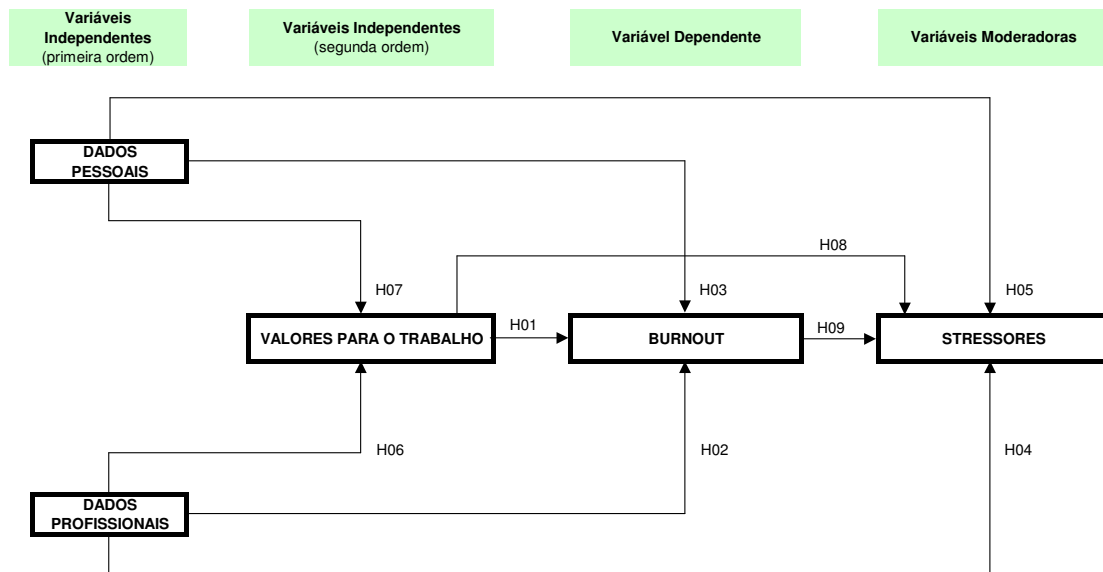 Variáveis
Independentes
(primeira ordem)
Variáveis Independentes
(segunda ordem)
Variável Dependente
Variáveis Moderadoras
DADOS
PESSOAIS
H08
H07
H03
H05
VALORES PARA O TRABALHO
H01
BURNOUT
H09
STRESSORES
H06
H02
H04
DADOS
PROFISSIONAIS